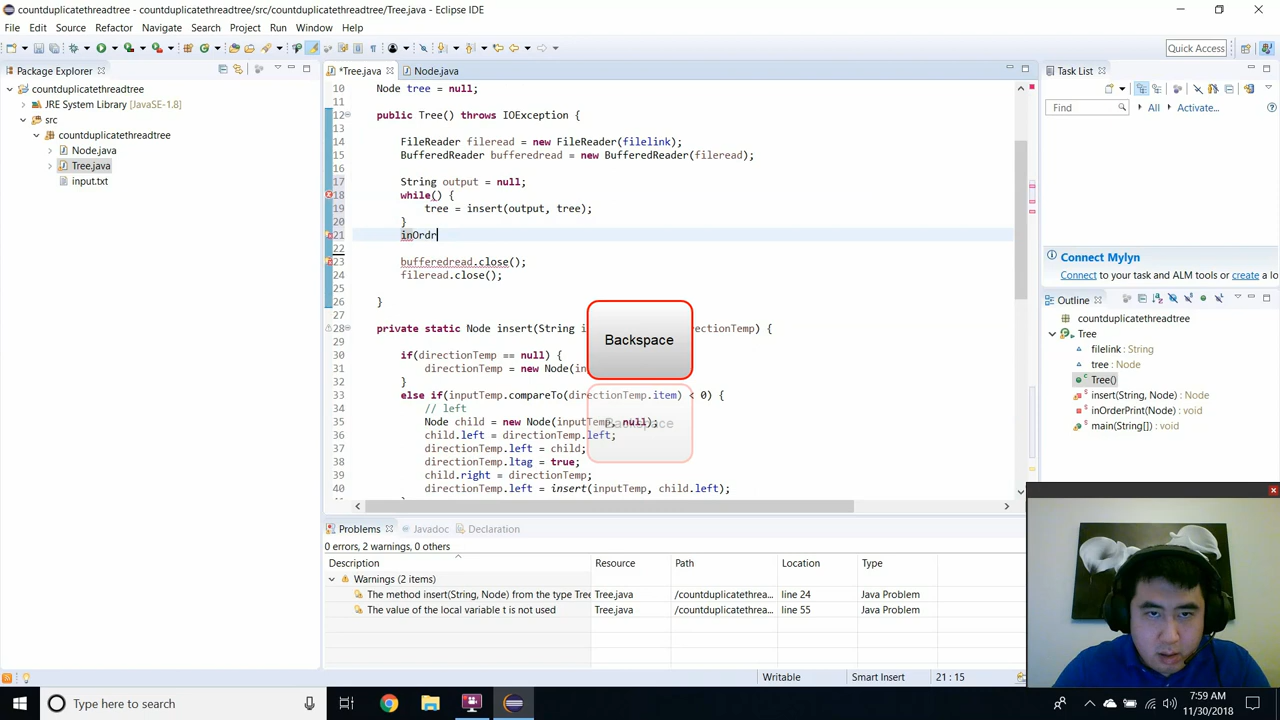 countduplicatethreadtree - countduplicatethreadtree/src/countduplicatethreadtree/Tree.java - Eclipse IDE
File Edit Source Refactor Navigate Search Project Run Window Help
Quick Access
Package Explorer
countduplicatethreadtree
JRE System Library [JavaSE-1.8]
src
countduplicatethreadtree
Node.java
Tree.java
input.txt
*Tree.java
Node.java
10 Node tree = null;
11
12 public Tree() throws IOException {
13
14 FileReader fileread = new FileReader(filelink);
15 BufferedReader bufferedread = new BufferedReader(fileread);
16
17 String output = null;
18 while() {
19 tree = insert(output, tree);
20 }
21 inOrdr
22
23 bufferedread.close();
24 fileread.close();
25
26 }
27
28 private static Node insert(String i rectionTemp) {
29
30 if(directionTemp == null) {
31 directionTemp = new Node(in
32 }
33 else if(inputTemp.compareTo(directionTemp.item) < 0) {
34 // left
35 Node child = new Node(inputTemp, null);
36 child.left = directionTemp.left;
37 directionTemp.left = child;
38 directionTemp.ltag = true;
39 child.right = directionTemp;
40 directionTemp.left = insert(inputTemp, child.left);
Backspace
Backspace
Task List
Find
All
Activate...
Connect Mylyn
Connect to your task and ALM tools or create a local
Outline
countduplicatethreadtree
Tree
filelink : String
tree : Node
Tree()
insert(String, Node) : Node
inOrderPrint(Node) : void
main(String[]) : void
Problems Javadoc Declaration
0 errors, 2 warnings, 0 others
Description Resource Path Location Type
Warnings (2 items)
The method insert(String, Node) from the type Tree Tree.java /countduplicatethrea... line 24 Java Problem
The value of the local variable t is not used Tree.java /countduplicatethrea... line 55 Java Problem
Writable Smart Insert 21 : 15
Type here to search
7:59 AM
11/30/2018